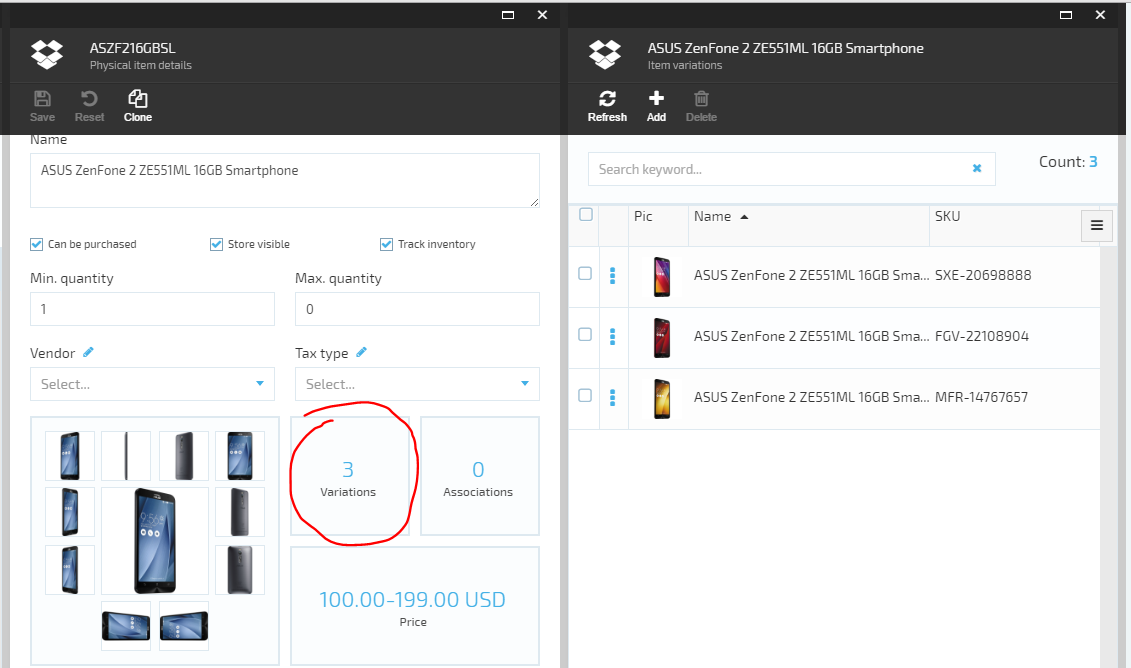 ASZF216GBSL
Physical item details
Save Reset Clone
Name
ASUS ZenFone 2 ZE551ML 16GB Smartphone
Can be purchased Store visible Track inventory
Min. quantity Max. quantity
1 0
Vendor Tax type
Select... Select...
3 0
Variations Associations
100.00-199.00 USD
Price
ASUS ZenFone 2 ZE551ML 16GB Smartphone
Item variations
Refresh Add Delete
Search keyword... Count: 3
Pic Name SKU
ASUS ZenFone 2 ZE551ML 16GB Sma... SXE-20698888
ASUS ZenFone 2 ZE551ML 16GB Sma... FGV-22108904
ASUS ZenFone 2 ZE551ML 16GB Sma... MFR-14767657